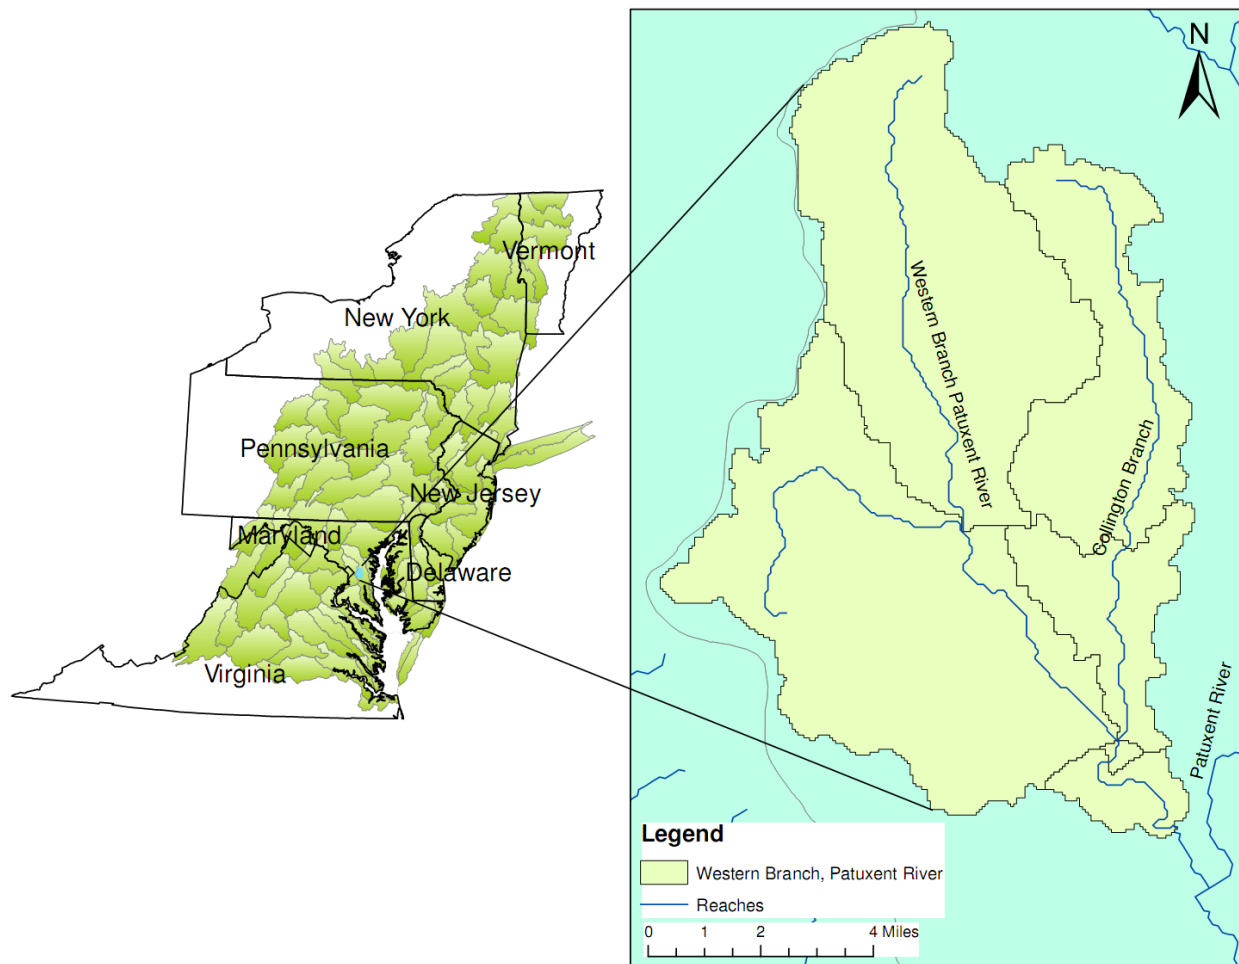 Vermont
New York
Pennsylvania
New Jersey
Maryland
Delaware
Virginia
N
Western Branch Patuxent River
Collington Branch
Patuxent River
Legend
Western Branch, Patuxent River
Reaches
0 1 2 4 Miles